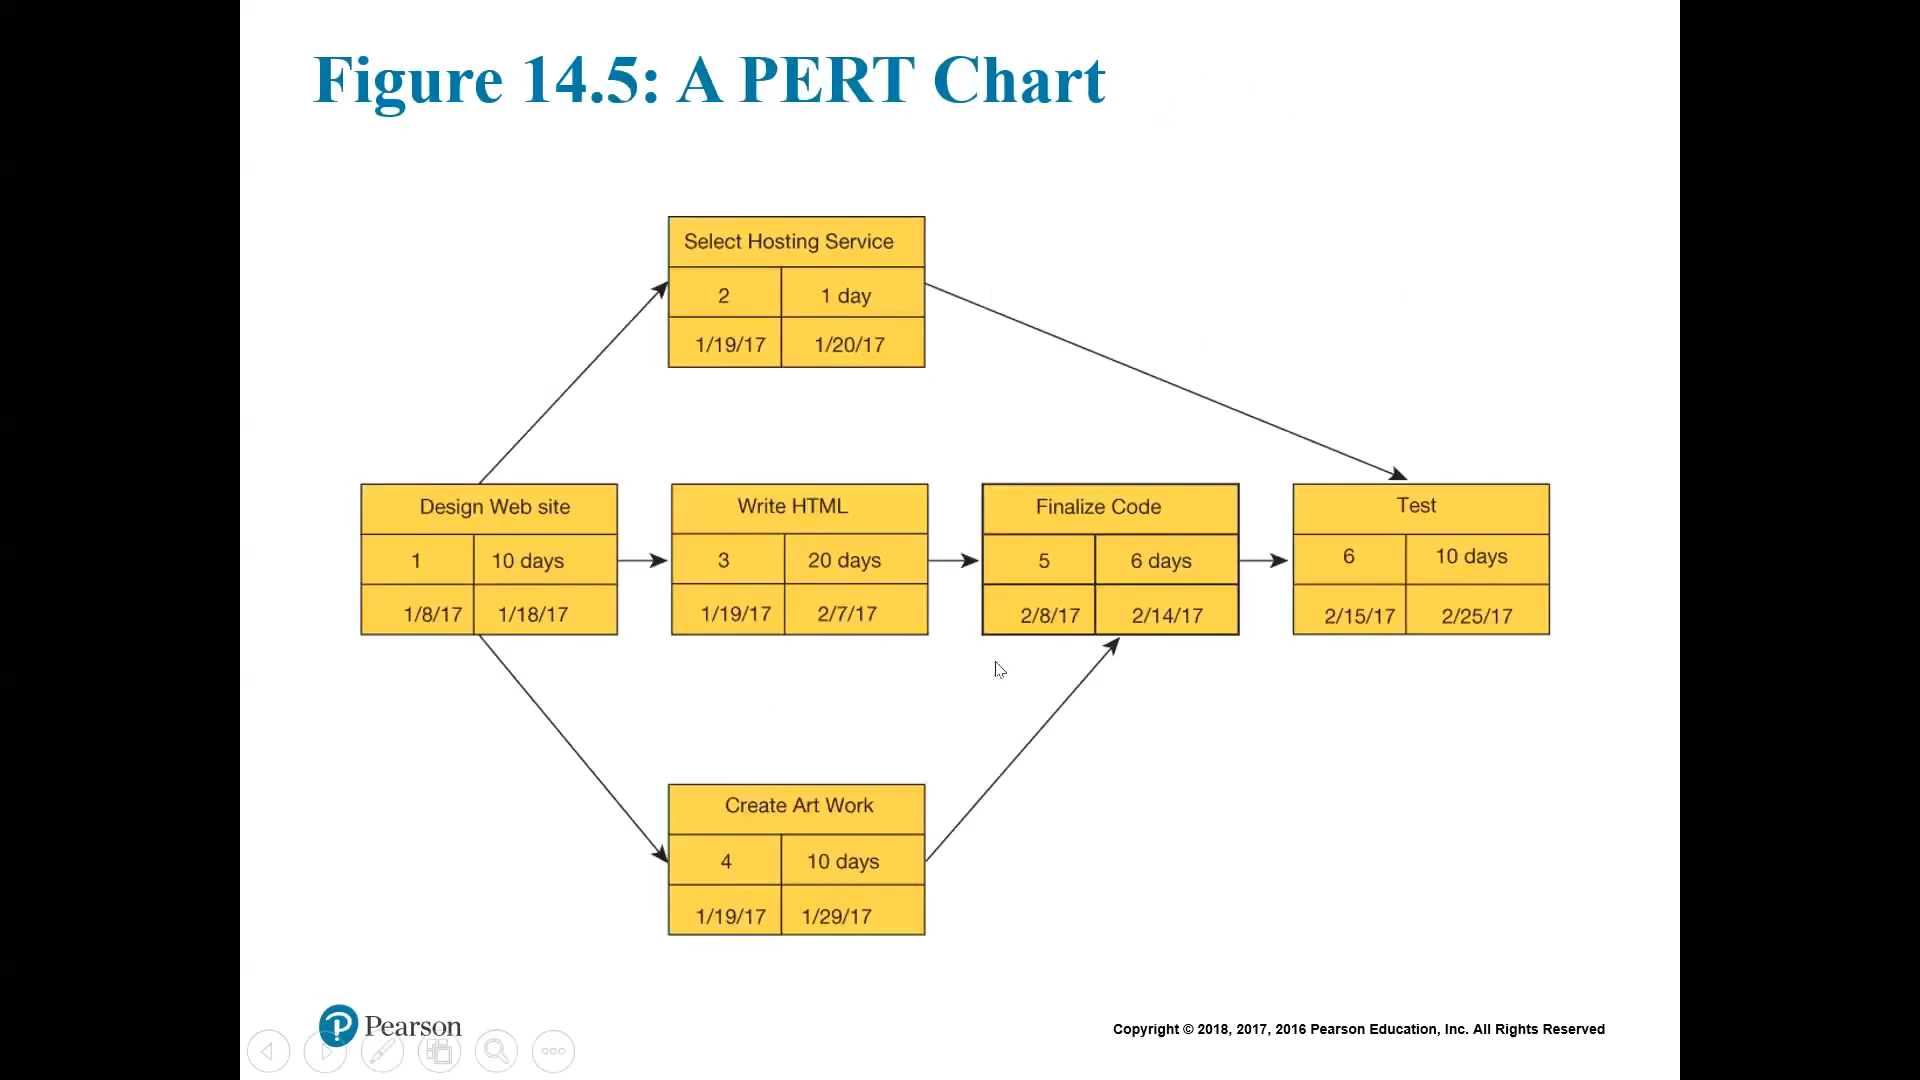 Figure 14.5: A PERT Chart
Select Hosting Service
2 1 day
1/19/17 1/20/17
Design Web site
1 10 days
1/8/17 1/18/17
Write HTML
3 20 days
1/19/17 2/7/17
Finalize Code
5 6 days
2/8/17 2/14/17
Test
6 10 days
2/15/17 2/25/17
Create Art Work
4 10 days
1/19/17 1/29/17
Pearson
Copyright © 2018, 2017, 2016 Pearson Education, Inc. All Rights Reserved